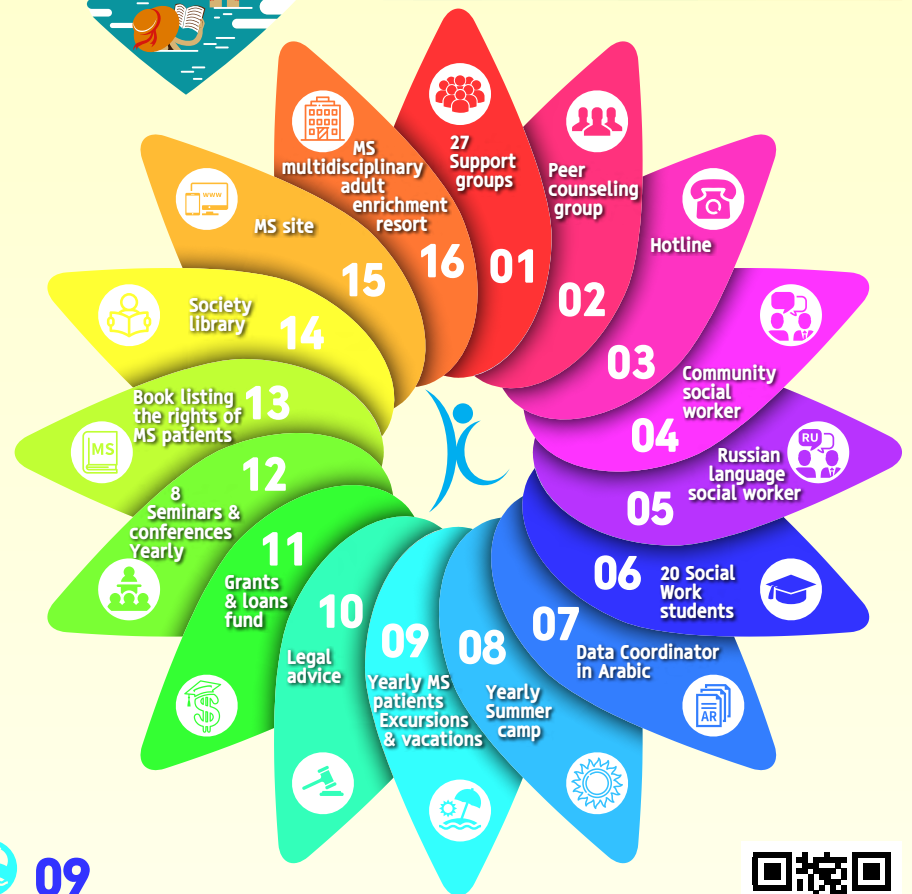 27
Support
groups
01
Peer
counseling
group
02
Hotline
03
Community
social
worker
04
RU
Russian
language
social worker
05
06
20 Social
Work
students
07
Data Coordinator
in Arabic
AR
08
Yearly
Summer
camp
09
Yearly MS
patients
Excursions
& vacations
10
Legal
advice
11
Grants
& loans
fund
12
8
Seminars &
conferences
Yearly
Book listing
the rights of
MS patients
13
MS
Society
library
14
www
MS site
15
MS
multidisciplinary
adult
enrichment
resort
16
09